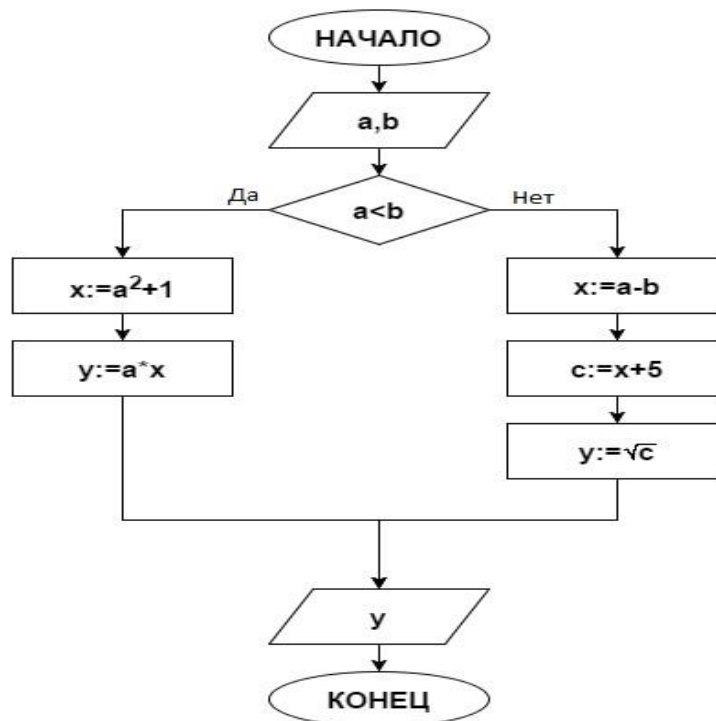 НАЧАЛО
a,b
a<b
Да
Нет
x:=a²+1
y:=a*x
x:=a-b
c:=x+5
y:=√c
y
КОНЕЦ